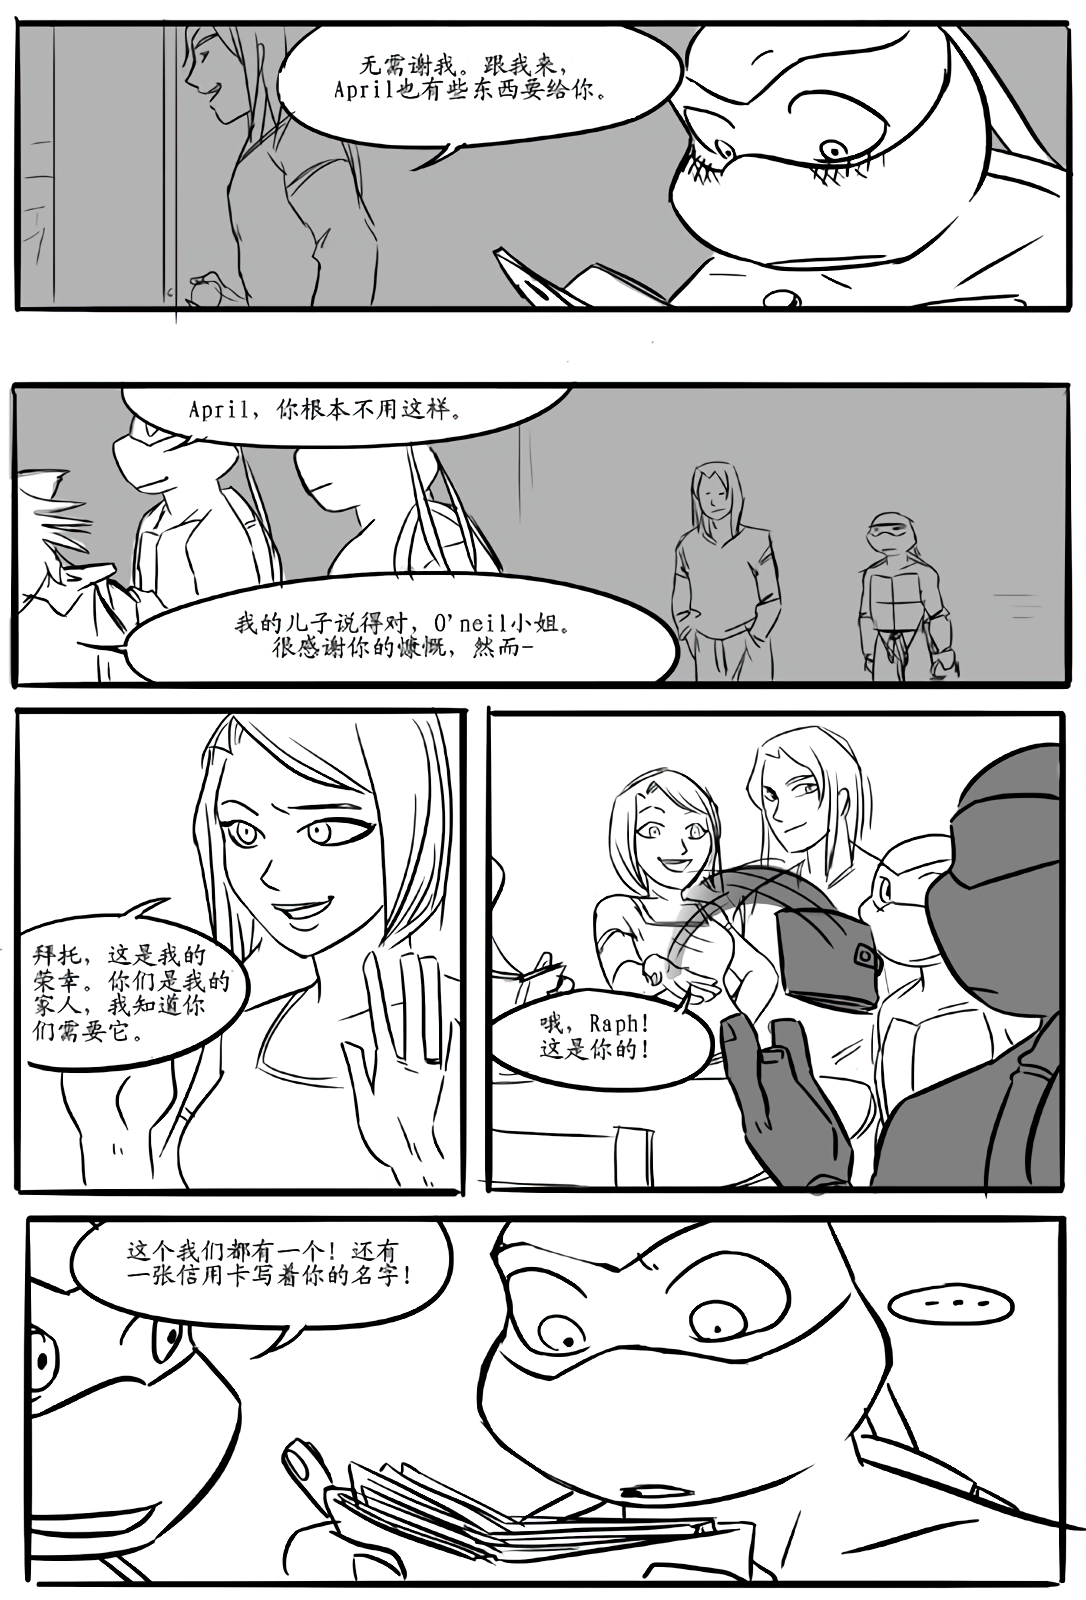 无需谢我。跟我来，
April也有些东西要给你。
April，你根本不用这样。
我的儿子说得对，O'neil小姐。
很感谢你的慷慨，然而-
拜托，这是我的
荣幸。你们是我的
家人，我知道你
们需要它。
哦，Raph！
这是你的！
这个我们都有一个！还有
一张信用卡写着你的名字！
...